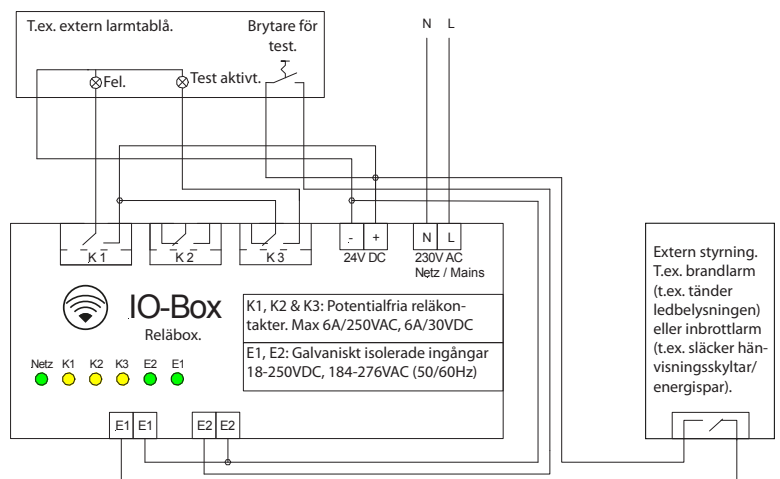 T.ex. extern larmtablå.
Brytare för
test.
Fel.
Test aktivt.
N L
K 1
K 2
K 3
- +
24V DC
N L
230V AC
Netz / Mains
IO-Box
Reläbox.
K1, K2 & K3: Potentialfria reläkon-
takter. Max 6A/250VAC, 6A/30VDC
E1, E2: Galvaniskt isolerade ingångar
18-250VDC, 184-276VAC (50/60Hz)
Netz K1 K2 K3 E2 E1
E1 E1 E2 E2
Extern styrning.
T.ex. brandlarm
(t.ex. tänder
ledbelysningen)
eller inbrottlarm
(t.ex. släcker hän-
visningsskyltar/
energispar).